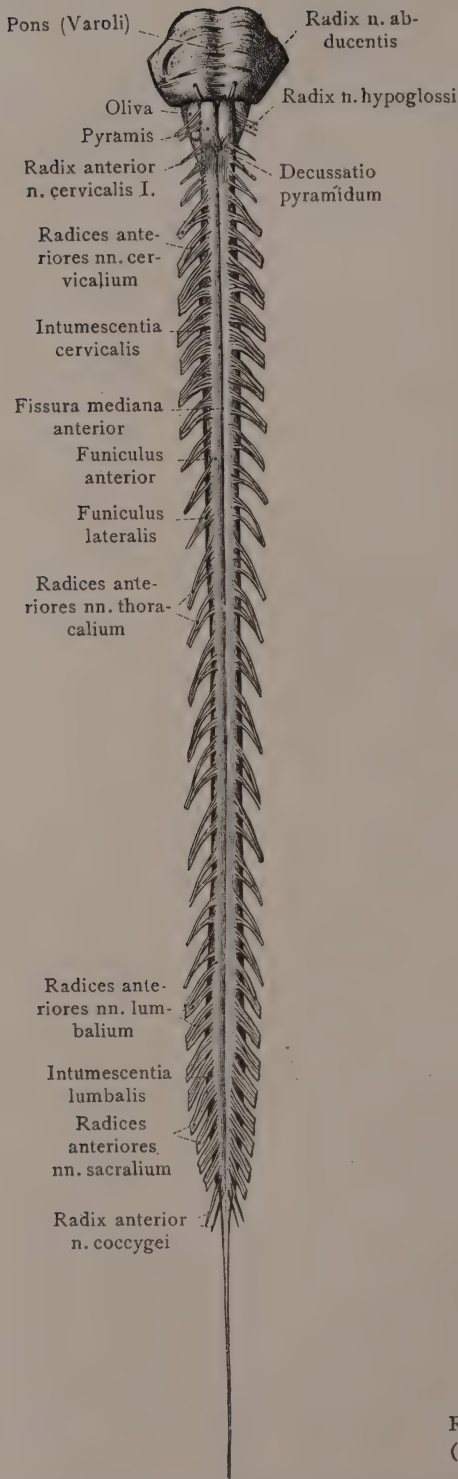 Pons (Varoli)
Radix n. ab-
ducentis
Oliva
Radix n. hypoglossi
Pyramis
Radix anterior
n. cervicalis I.
Decussatio
pyramidum
Radices ante-
riores nn. cer-
vicalium
Intumescentia
cervicalis
Fissura mediana
anterior
Funiculus
anterior
Funiculus
lateralis
Radices ante-
riores nn. thora-
calium
Radices ante-
riores nn. lum-
balium
Intumescentia
lumbalis
Radices
anteriores
nn. sacralium
Radix anterior
n. coccygei